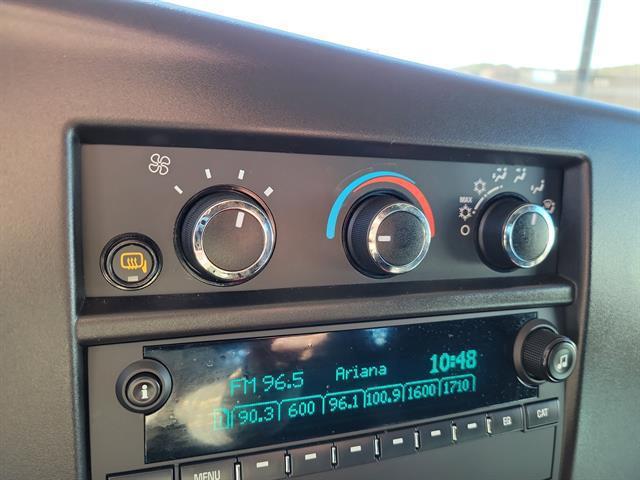 MAX
O
FM 96.5 Ariana 10:48
1 90.3 600 96.1 100.9 1600 1710
i
MENU EQ CAT